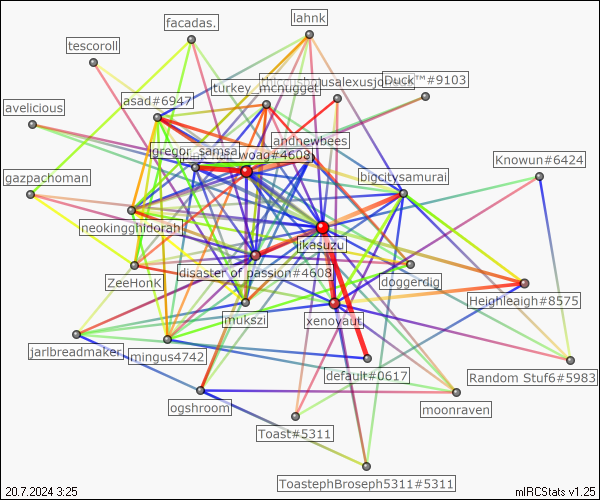 lahnk
facadas.
tescoroll
Duck™#9103
turkey_mcnugget
asad#6947
avelicious
andnewbees
gregor_samsa
woag#4608
Knowun#6424
bigcitysamurai
gazpachoman
neokingghidorah
jikasuzu
disaster of passion#4608
ZeeHonK
doggerdig
Heighleaigh#8575
mukszi
xenovaut
jarlbreadmaker
mingus4742
default#0617
Random Stuf6#5983
ogshroom
moonraven
Toast#5311
ToastephBroseph5311#5311
20.7.2024 3:25
mIRCStats v1.25